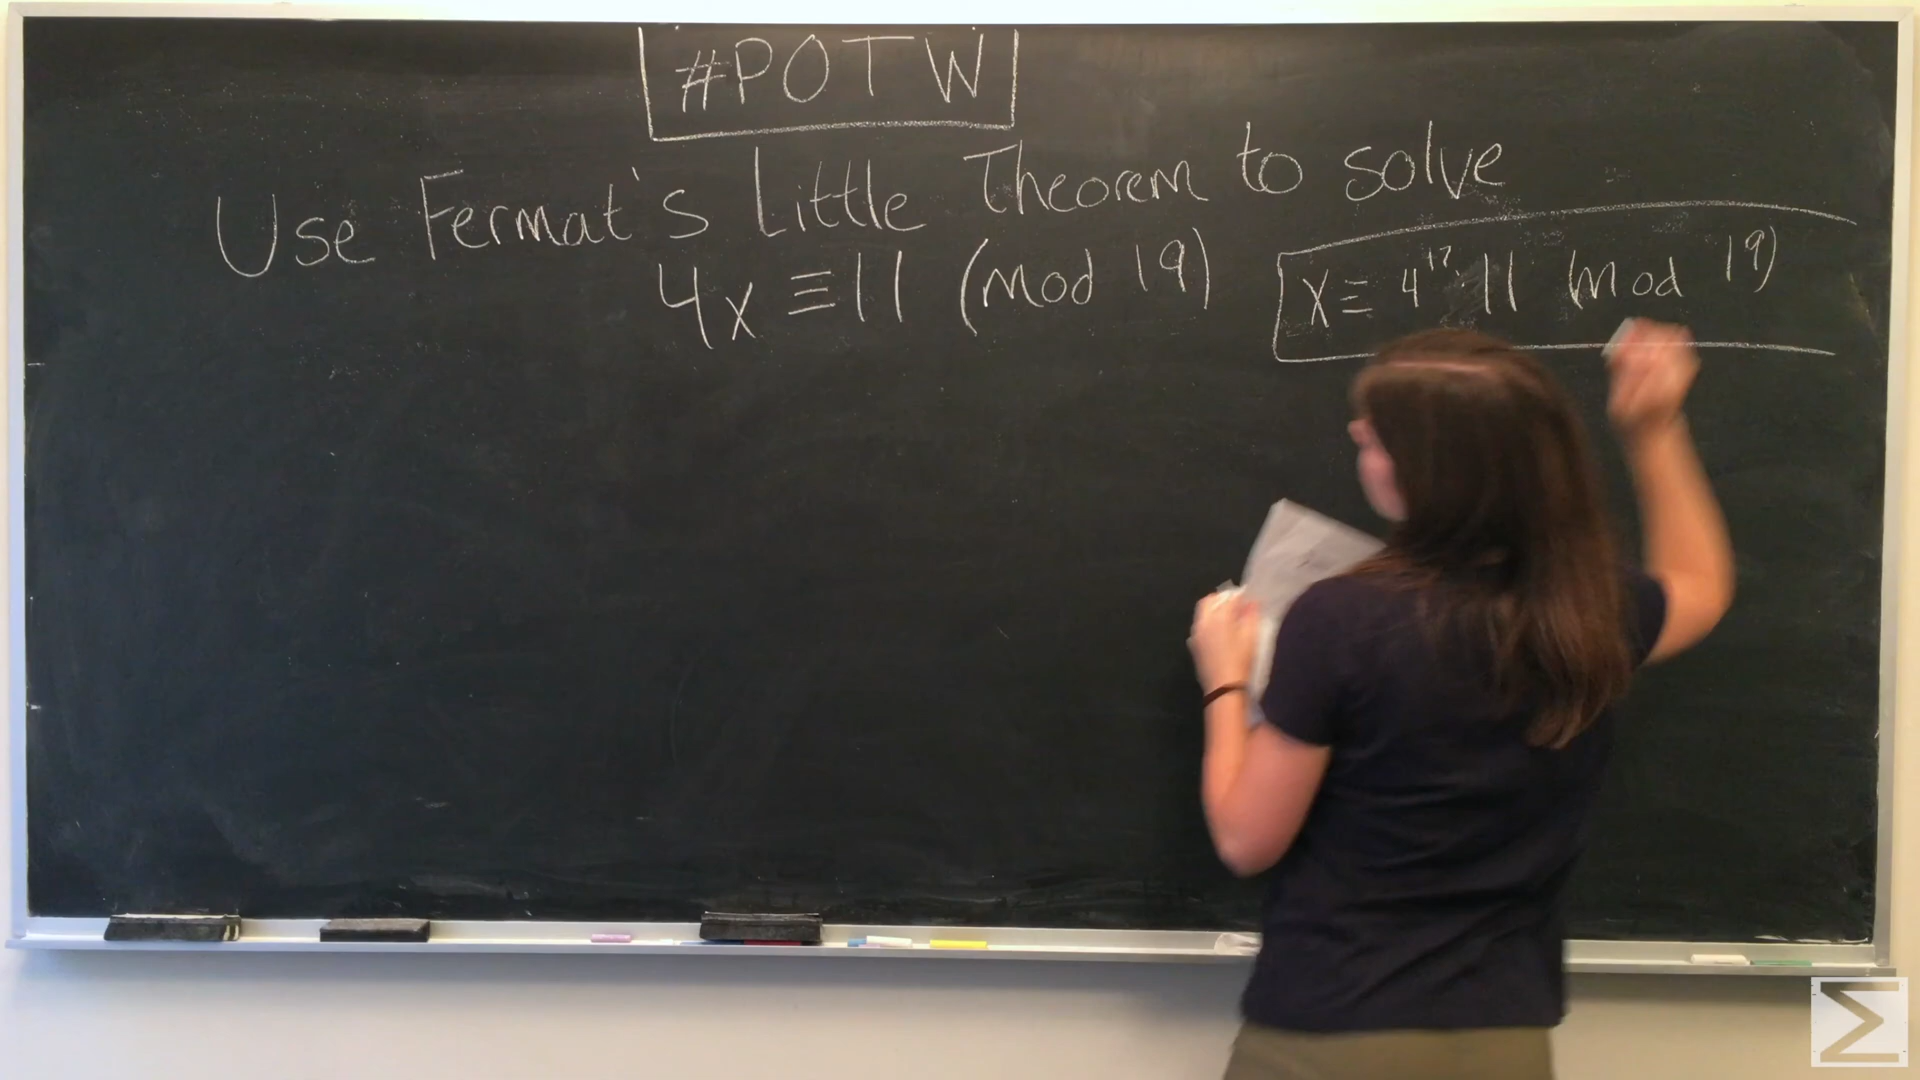 #POTW
Use Fermat's Little Theorem to solve
4x ≡ 11 (mod 19)
x ≡ 4¹⁷·11 mod 19)